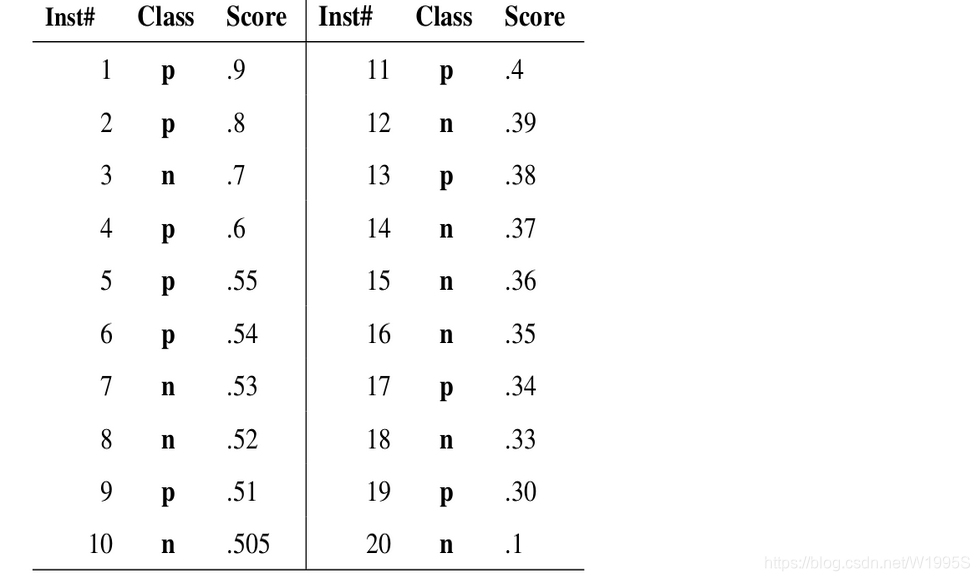 Inst# Class Score Inst# Class Score
1 p .9 11 p .4
2 p .8 12 n .39
3 n .7 13 p .38
4 p .6 14 n .37
5 p .55 15 n .36
6 p .54 16 n .35
7 n .53 17 p .34
8 n .52 18 n .33
9 p .51 19 p .30
10 n .505 20 n .1
https://blog.csdn.net/W1995S